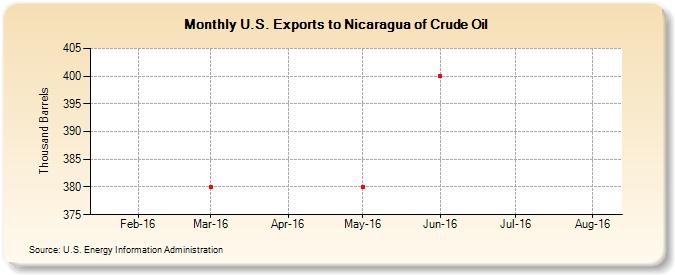 Monthly U.S. Exports to Nicaragua of Crude Oil
Thousand Barrels
405
400
395
390
385
380
375
Feb-16 Mar-16 Apr-16 May-16 Jun-16 Jul-16 Aug-16
Source: U.S. Energy Information Administration